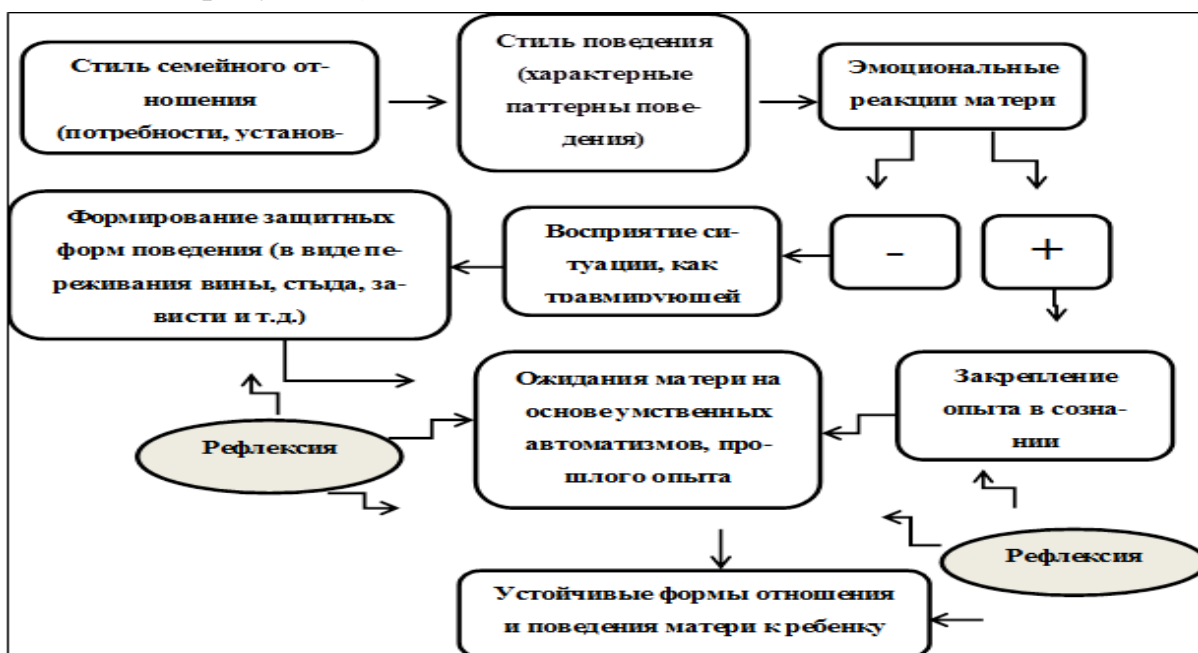 Стиль семейного от-
ношения
(потребности, установ-
Стиль поведения
(характерные
паттерны пове-
дения)
Эмоциональные
реакции матери
Формирование защитных
форм поведения (в виде пе-
реживания вины, стыда, за-
висти и т.д.)
Восприятие си-
туации, как
травмирующей
-
+
Рефлексия
Ожидания матери на
основе умственных
автоматизмов, про-
шлого опыта
Закрепление
опыта в созна-
нии
Рефлексия
Устойчивые формы отношения
и поведения матери к ребенку